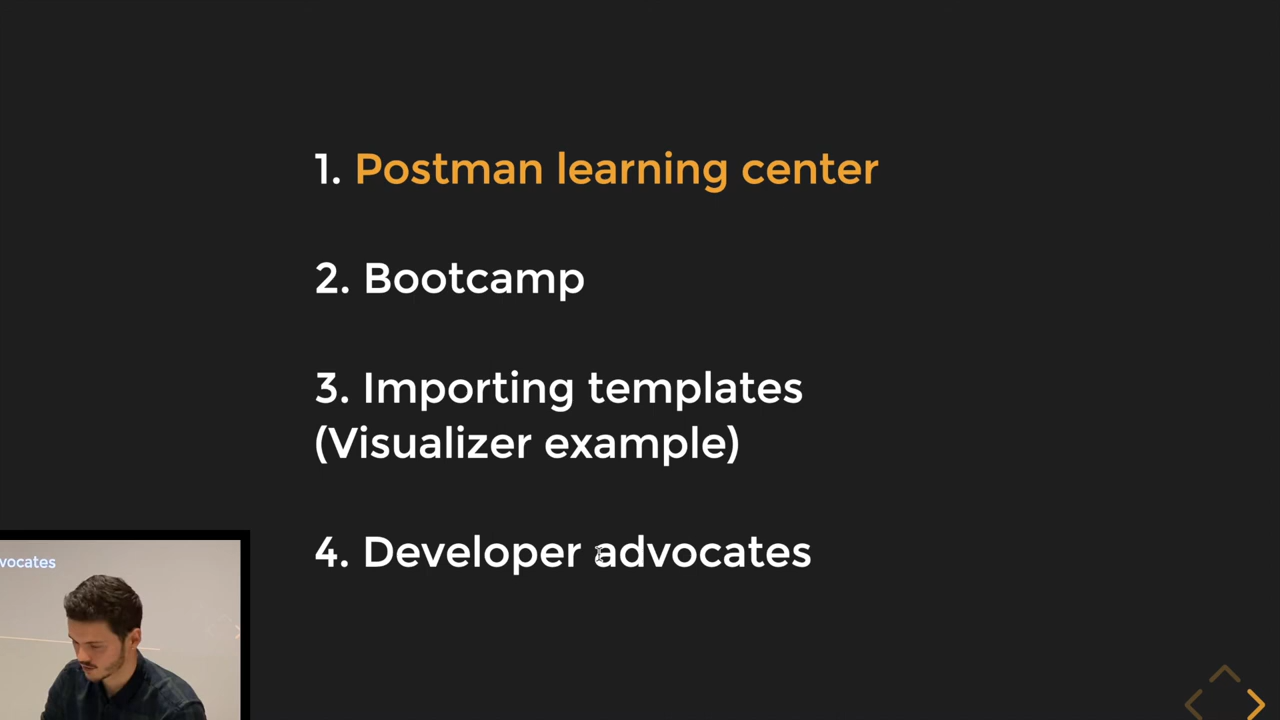 1. Postman learning center
2. Bootcamp
3. Importing templates
(Visualizer example)
4. Developer advocates
vocates